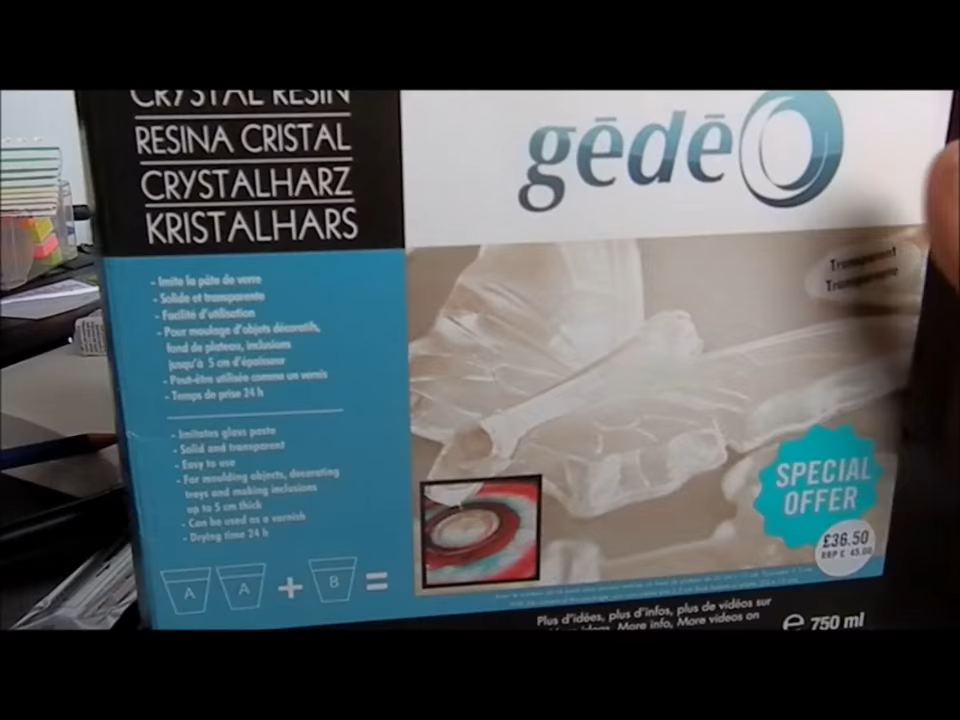 CRYSTAL RESIN
RESINA CRISTAL
CRYSTALHARZ
KRISTALHARS
gēdēO
Transparent
Transparente
- Imite la pâte de verre
- Solide et transparente
- Facilité d'utilisation
- Pour moulage d'objets décoratifs,
fond de plateau, inclusions
jusqu'à 5 cm d'épaisseur
- Peut-être utilisée comme un vernis
- Temps de prise 24 h
- Imitates glass paste
- Solid and transparent
- Easy to use
- For moulding objects, decorating
trays and making inclusions
up to 5 cm thick
- Can be used as a varnish
- Drying time 24 h
A A + B =
SPECIAL
OFFER
£36.50
RRP £ 45.00
Plus d'idées, plus d'infos, plus de vidéos sur
More ideas, More info, More videos on
e 750 ml